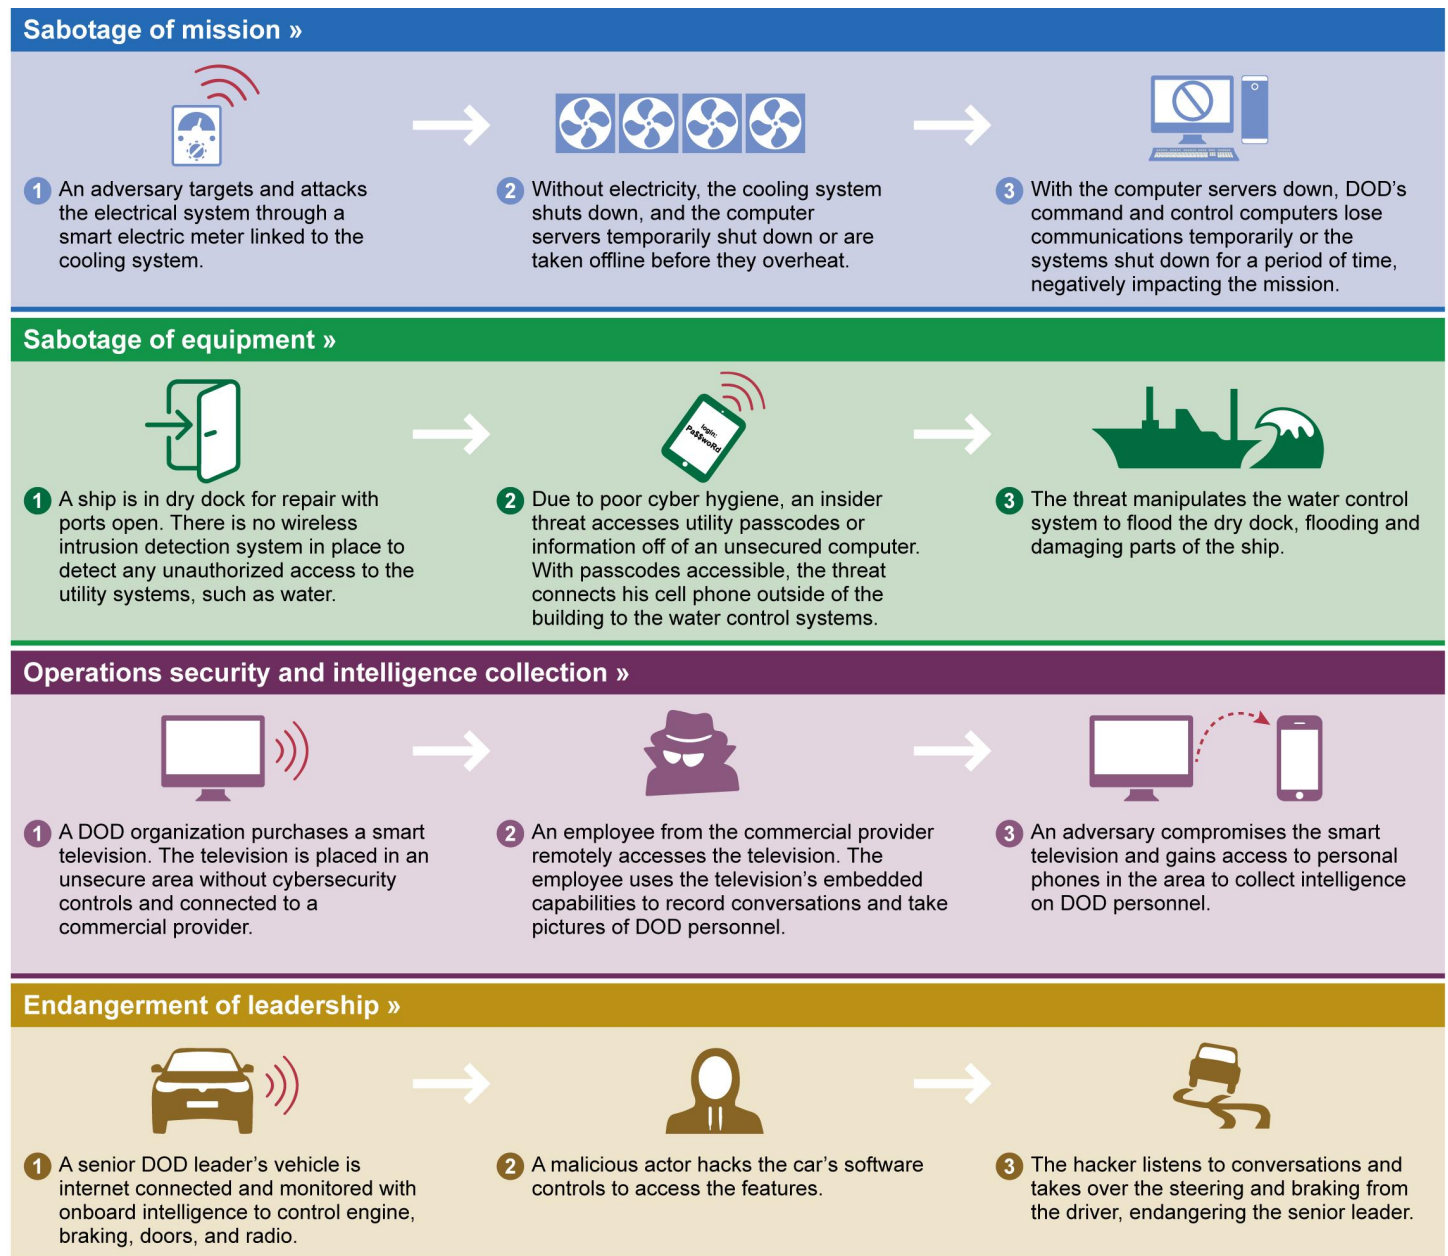 Sabotage of mission »
1 An adversary targets and attacks
the electrical system through a
smart electric meter linked to the
cooling system.
2 Without electricity, the cooling system
shuts down, and the computer
servers temporarily shut down or are
taken offline before they overheat.
3 With the computer servers down, DOD’s
command and control computers lose
communications temporarily or the
systems shut down for a period of time,
negatively impacting the mission.
Sabotage of equipment »
login:
Pa$$woRd
1 A ship is in dry dock for repair with
ports open. There is no wireless
intrusion detection system in place to
detect any unauthorized access to the
utility systems, such as water.
2 Due to poor cyber hygiene, an insider
threat accesses utility passcodes or
information off of an unsecured computer.
With passcodes accessible, the threat
connects his cell phone outside of the
building to the water control systems.
3 The threat manipulates the water control
system to flood the dry dock, flooding and
damaging parts of the ship.
Operations security and intelligence collection »
1 A DOD organization purchases a smart
television. The television is placed in an
unsecure area without cybersecurity
controls and connected to a
commercial provider.
2 An employee from the commercial provider
remotely accesses the television. The
employee uses the television’s embedded
capabilities to record conversations and take
pictures of DOD personnel.
3 An adversary compromises the smart
television and gains access to personal
phones in the area to collect intelligence
on DOD personnel.
Endangerment of leadership »
1 A senior DOD leader’s vehicle is
internet connected and monitored with
onboard intelligence to control engine,
braking, doors, and radio.
2 A malicious actor hacks the car’s software
controls to access the features.
3 The hacker listens to conversations and
takes over the steering and braking from
the driver, endangering the senior leader.